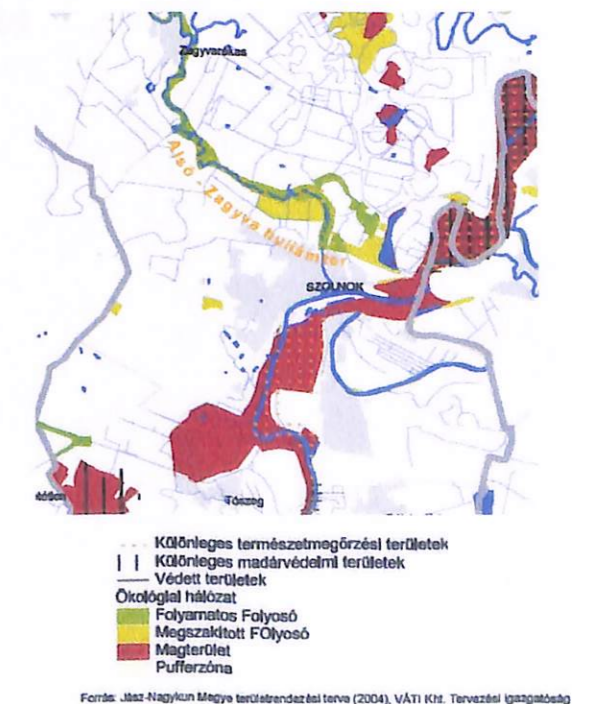 Zagyvarékas
Alsó - Zagyva hullámtér
SZOLNOK
Tószeg
Különleges természetmegőrzési területek
Különleges madárvédelmi területek
Védett területek
Ökológiai hálózat
Folyamatos Folyosó
Megszakított FOlyosó
Magterület
Pufferzóna
Forrás: Jász-Nagykun Megye területrendezési terve (2004), VÁTI Kht. Tervezési Igazgatóság